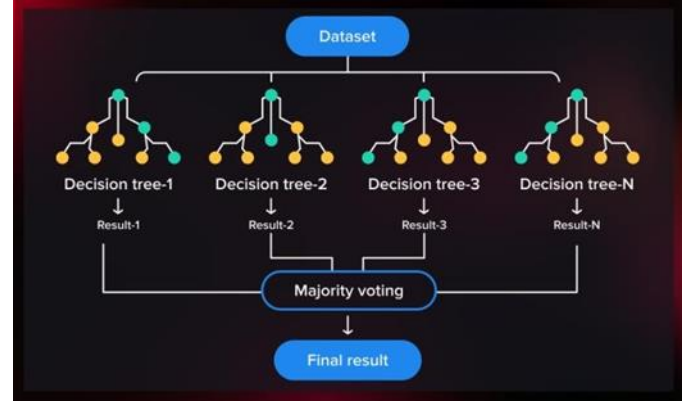 Dataset
Decision tree-1
Decision tree-2
Decision tree-3
Decision tree-N
Result-1
Result-2
Result-3
Result-N
Majority voting
Final result